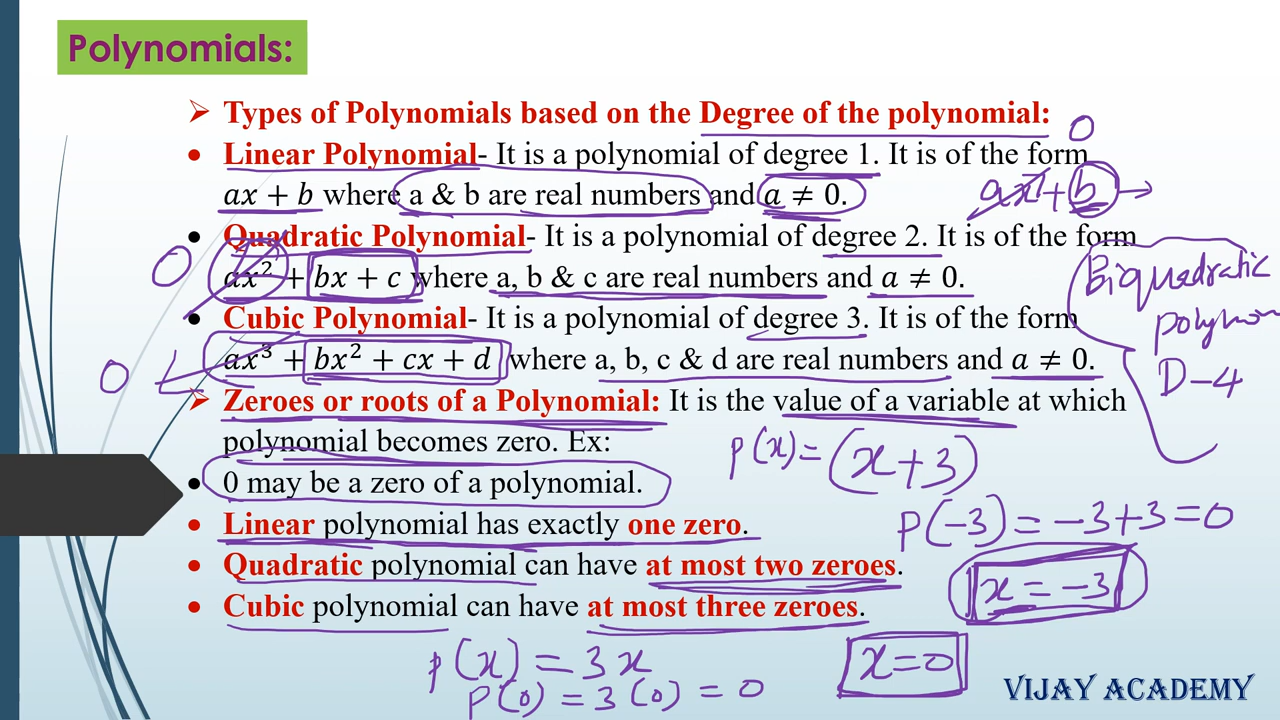 Polynomials:
➢ Types of Polynomials based on the Degree of the polynomial:
0
• Linear Polynomial- It is a polynomial of degree 1. It is of the form
ax + b where a & b are real numbers and a ≠ 0.
ax¹ + b →
• Quadratic Polynomial- It is a polynomial of degree 2. It is of the form
0
ax² + bx + c where a, b & c are real numbers and a ≠ 0.
Biquadratic
• Cubic Polynomial- It is a polynomial of degree 3. It is of the form
0
ax³ + bx² + cx + d where a, b, c & d are real numbers and a ≠ 0.
D-4
➢ Zeroes or roots of a Polynomial: It is the value of a variable at which
polynomial becomes zero. Ex:
p(x) = (x+3)
• 0 may be a zero of a polynomial.
• Linear polynomial has exactly one zero.
P(-3) = -3+3 = 0
• Quadratic polynomial can have at most two zeroes.
x = -3
• Cubic polynomial can have at most three zeroes.
p(x) = 3x
x=0
P(0) = 3(0) = 0
VIJAY ACADEMY